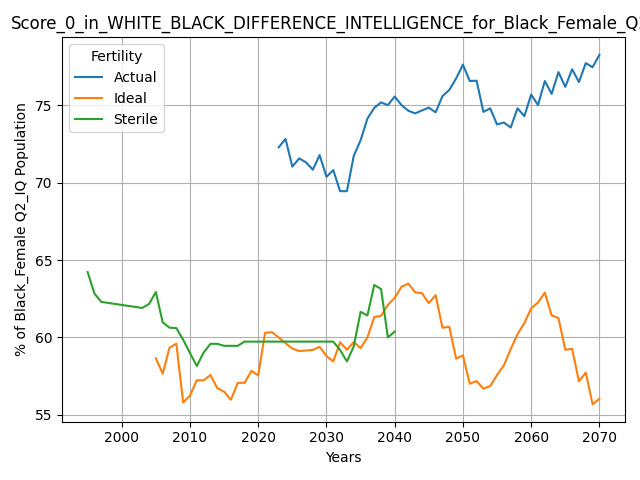 Score_0_in_WHITE_BLACK_DIFFERENCE_INTELLIGENCE_for_Black_Female_Q
Fertility
Actual
Ideal
Sterile
% of Black_Female Q2_IQ Population
75
70
65
60
55
2000 2010 2020 2030 2040 2050 2060 2070
Years